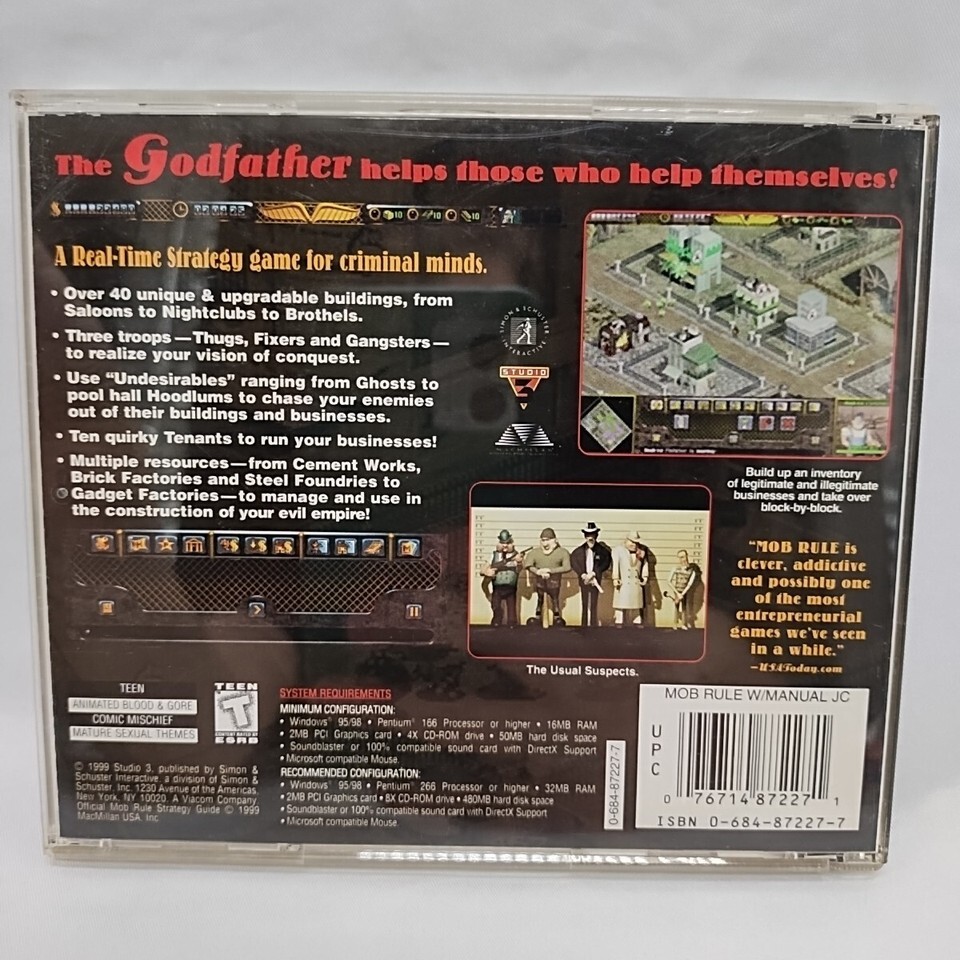 The Godfather helps those who help themselves!
A Real-Time Strategy game for criminal minds.
• Over 40 unique & upgradable buildings, from
Saloons to Nightclubs to Brothels.
• Three troops—Thugs, Fixers and Gangsters—
to realize your vision of conquest.
• Use "Undesirables" ranging from Ghosts to
pool hall Hoodlums to chase your enemies
out of their buildings and businesses.
• Ten quirky Tenants to run your businesses!
• Multiple resources—from Cement Works,
Brick Factories and Steel Foundries to
Gadget Factories—to manage and use in
the construction of your evil empire!
SIMON & SCHUSTER
INTERACTIVE
STUDIO
3
Build up an inventory
of legitimate and illegitimate
businesses and take over
block-by-block.
The Usual Suspects.
"MOB RULE is
clever, addictive
and possibly one
of the most
entrepreneurial
games we've seen
in a while."
—USAToday.com
TEEN
ANIMATED BLOOD & GORE
COMIC MISCHIEF
MATURE SEXUAL THEMES
TEEN
T
CONTENT RATED BY
ESRB
© 1999 Studio 3, published by Simon &
Schuster Interactive, a division of Simon &
Schuster, Inc. 1230 Avenue of the Americas,
New York, NY 10020. A Viacom Company.
Official Mob Rule Strategy Guide © 1999
MacMillan USA, Inc.
SYSTEM REQUIREMENTS
MINIMUM CONFIGURATION:
• Windows® 95/98 • Pentium® 166 Processor or higher • 16MB RAM
• 2MB PCI Graphics card • 4X CD-ROM drive • 50MB hard disk space
• Soundblaster or 100% compatible sound card with DirectX Support
• Microsoft compatible Mouse.
RECOMMENDED CONFIGURATION:
• Windows® 95/98 • Pentium® 266 Processor or higher • 32MB RAM
• 2MB PCI Graphics card • 8X CD-ROM drive • 480MB hard disk space
• Soundblaster or 100% compatible sound card with DirectX Support
• Microsoft compatible Mouse.
0-684-87227-7
MOB RULE W/MANUAL JC
UPC
0 76714 87227 1
ISBN 0-684-87227-7